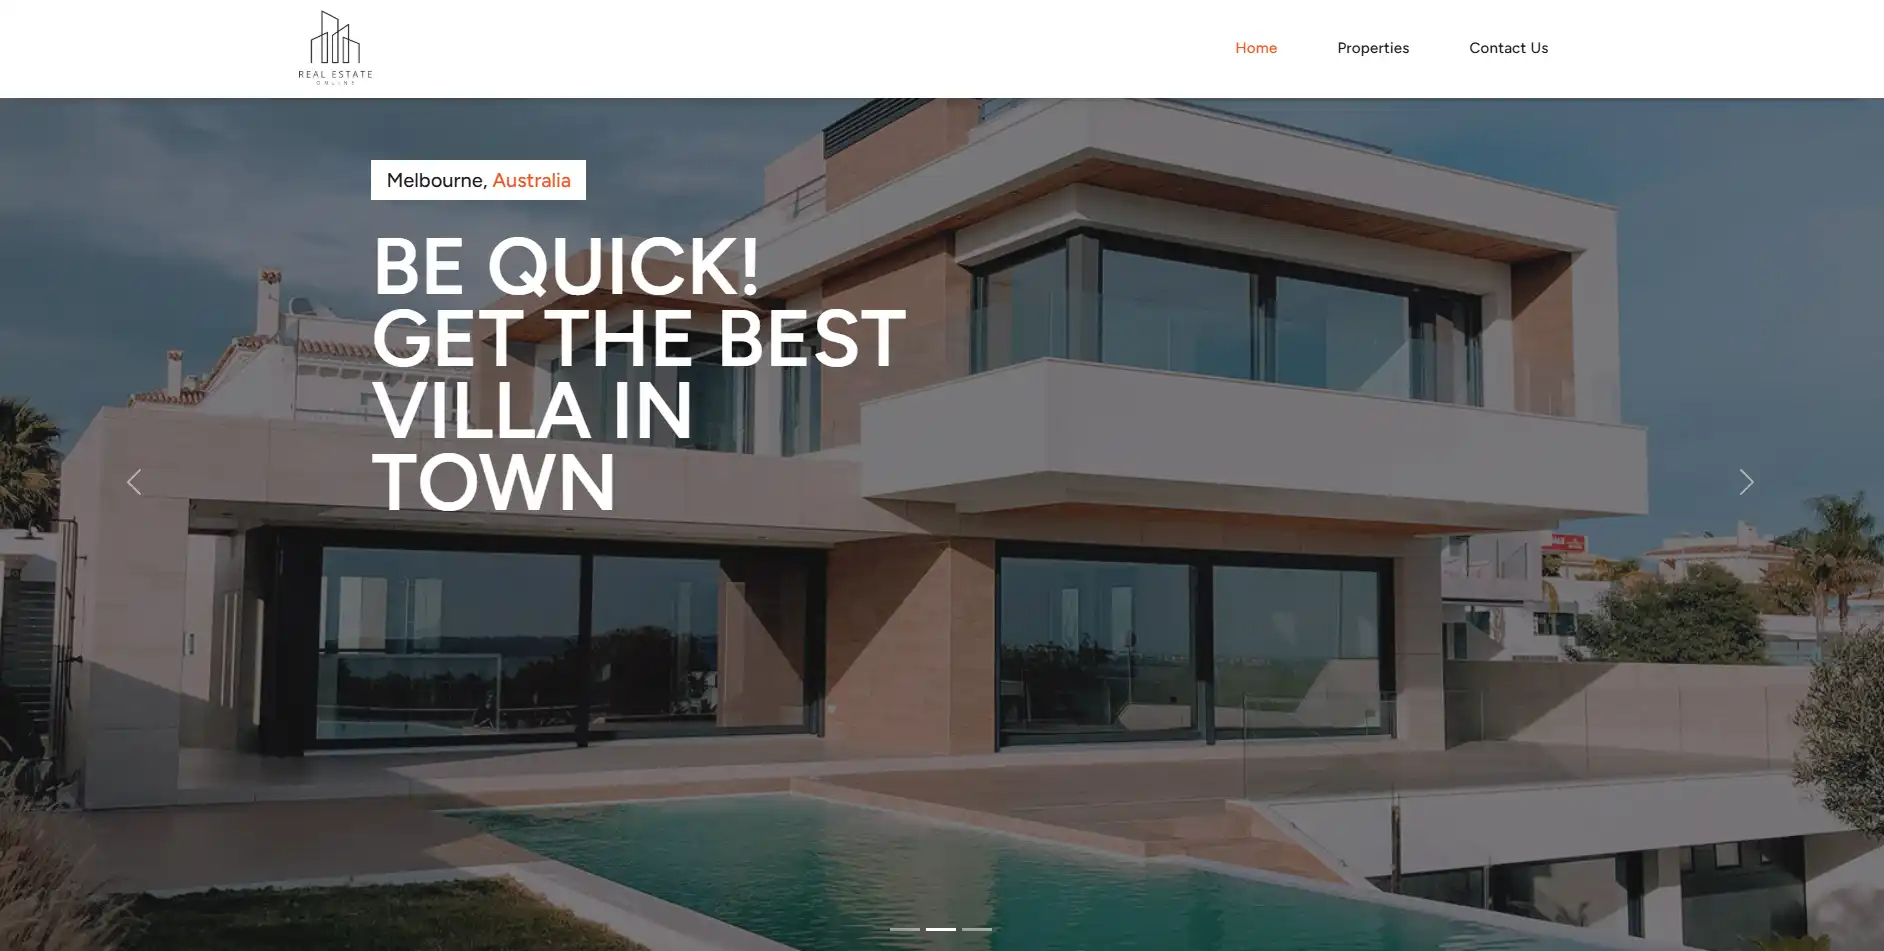 REAL ESTATE
ONLINE
Home
Properties
Contact Us
Melbourne, Australia
BE QUICK!
GET THE BEST
VILLA IN
TOWN